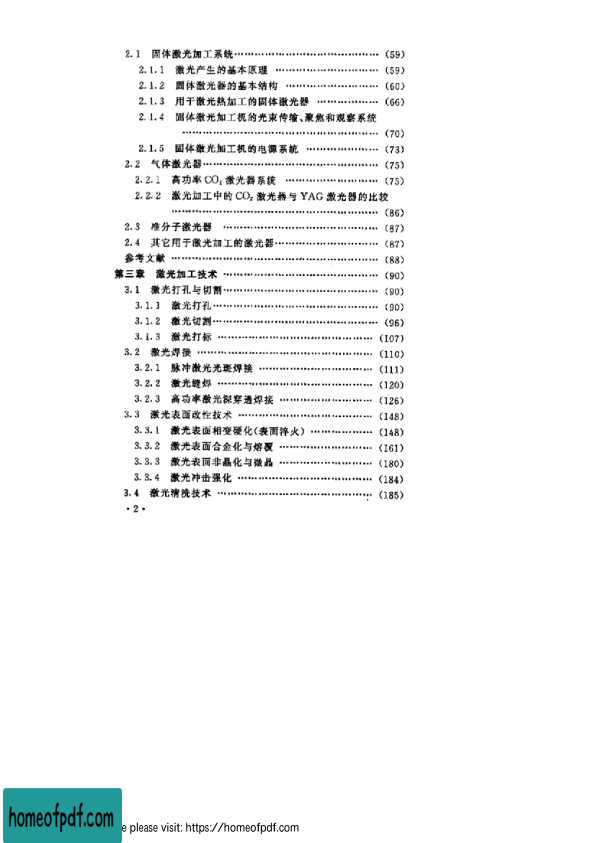 2.1 固体激光加工系统……………………………… (59)
2.1.1 激光产生的基本原理 ……………………… (59)
2.1.2 固体激光器的基本结构 …………………… (60)
2.1.3 用于激光热加工的固体激光器 …………… (66)
2.1.4 固体激光加工机的光束传输、聚焦和观察系统
……………………………………………… (70)
2.1.5 固体激光加工机的电源系统 ……………… (73)
2.2 气体激光器……………………………………… (75)
2.2.1 高功率CO₂激光器系统 …………………… (75)
2.2.2 激光加工中的CO₂激光器与YAG激光器的比较
……………………………………………… (86)
2.3 准分子激光器 ………………………………… (87)
2.4 其它用于激光加工的激光器…………………… (87)
参考文献 …………………………………………… (88)
第三章 激光加工技术 …………………………… (90)
3.1 激光打孔与切割………………………………… (90)
3.1.1 激光打孔…………………………………… (90)
3.1.2 激光切割…………………………………… (96)
3.1.3 激光打标 ………………………………… (107)
3.2 激光焊接 ……………………………………… (110)
3.2.1 脉冲激光光斑焊接 ……………………… (111)
3.2.2 激光缝焊 ………………………………… (120)
3.2.3 高功率激光深穿透焊接 ………………… (126)
3.3 激光表面改性技术 …………………………… (148)
3.3.1 激光表面相变硬化(表面淬火) ………… (148)
3.3.2 激光表面合金化与熔覆 ………………… (161)
3.3.3 激光表面非晶化与微晶 ………………… (180)
3.3.4 激光冲击强化 …………………………… (184)
3.4 激光清洗技术 ………………………………… (185)
·2·
homeofpdf.com
e please visit: https://homeofpdf.com